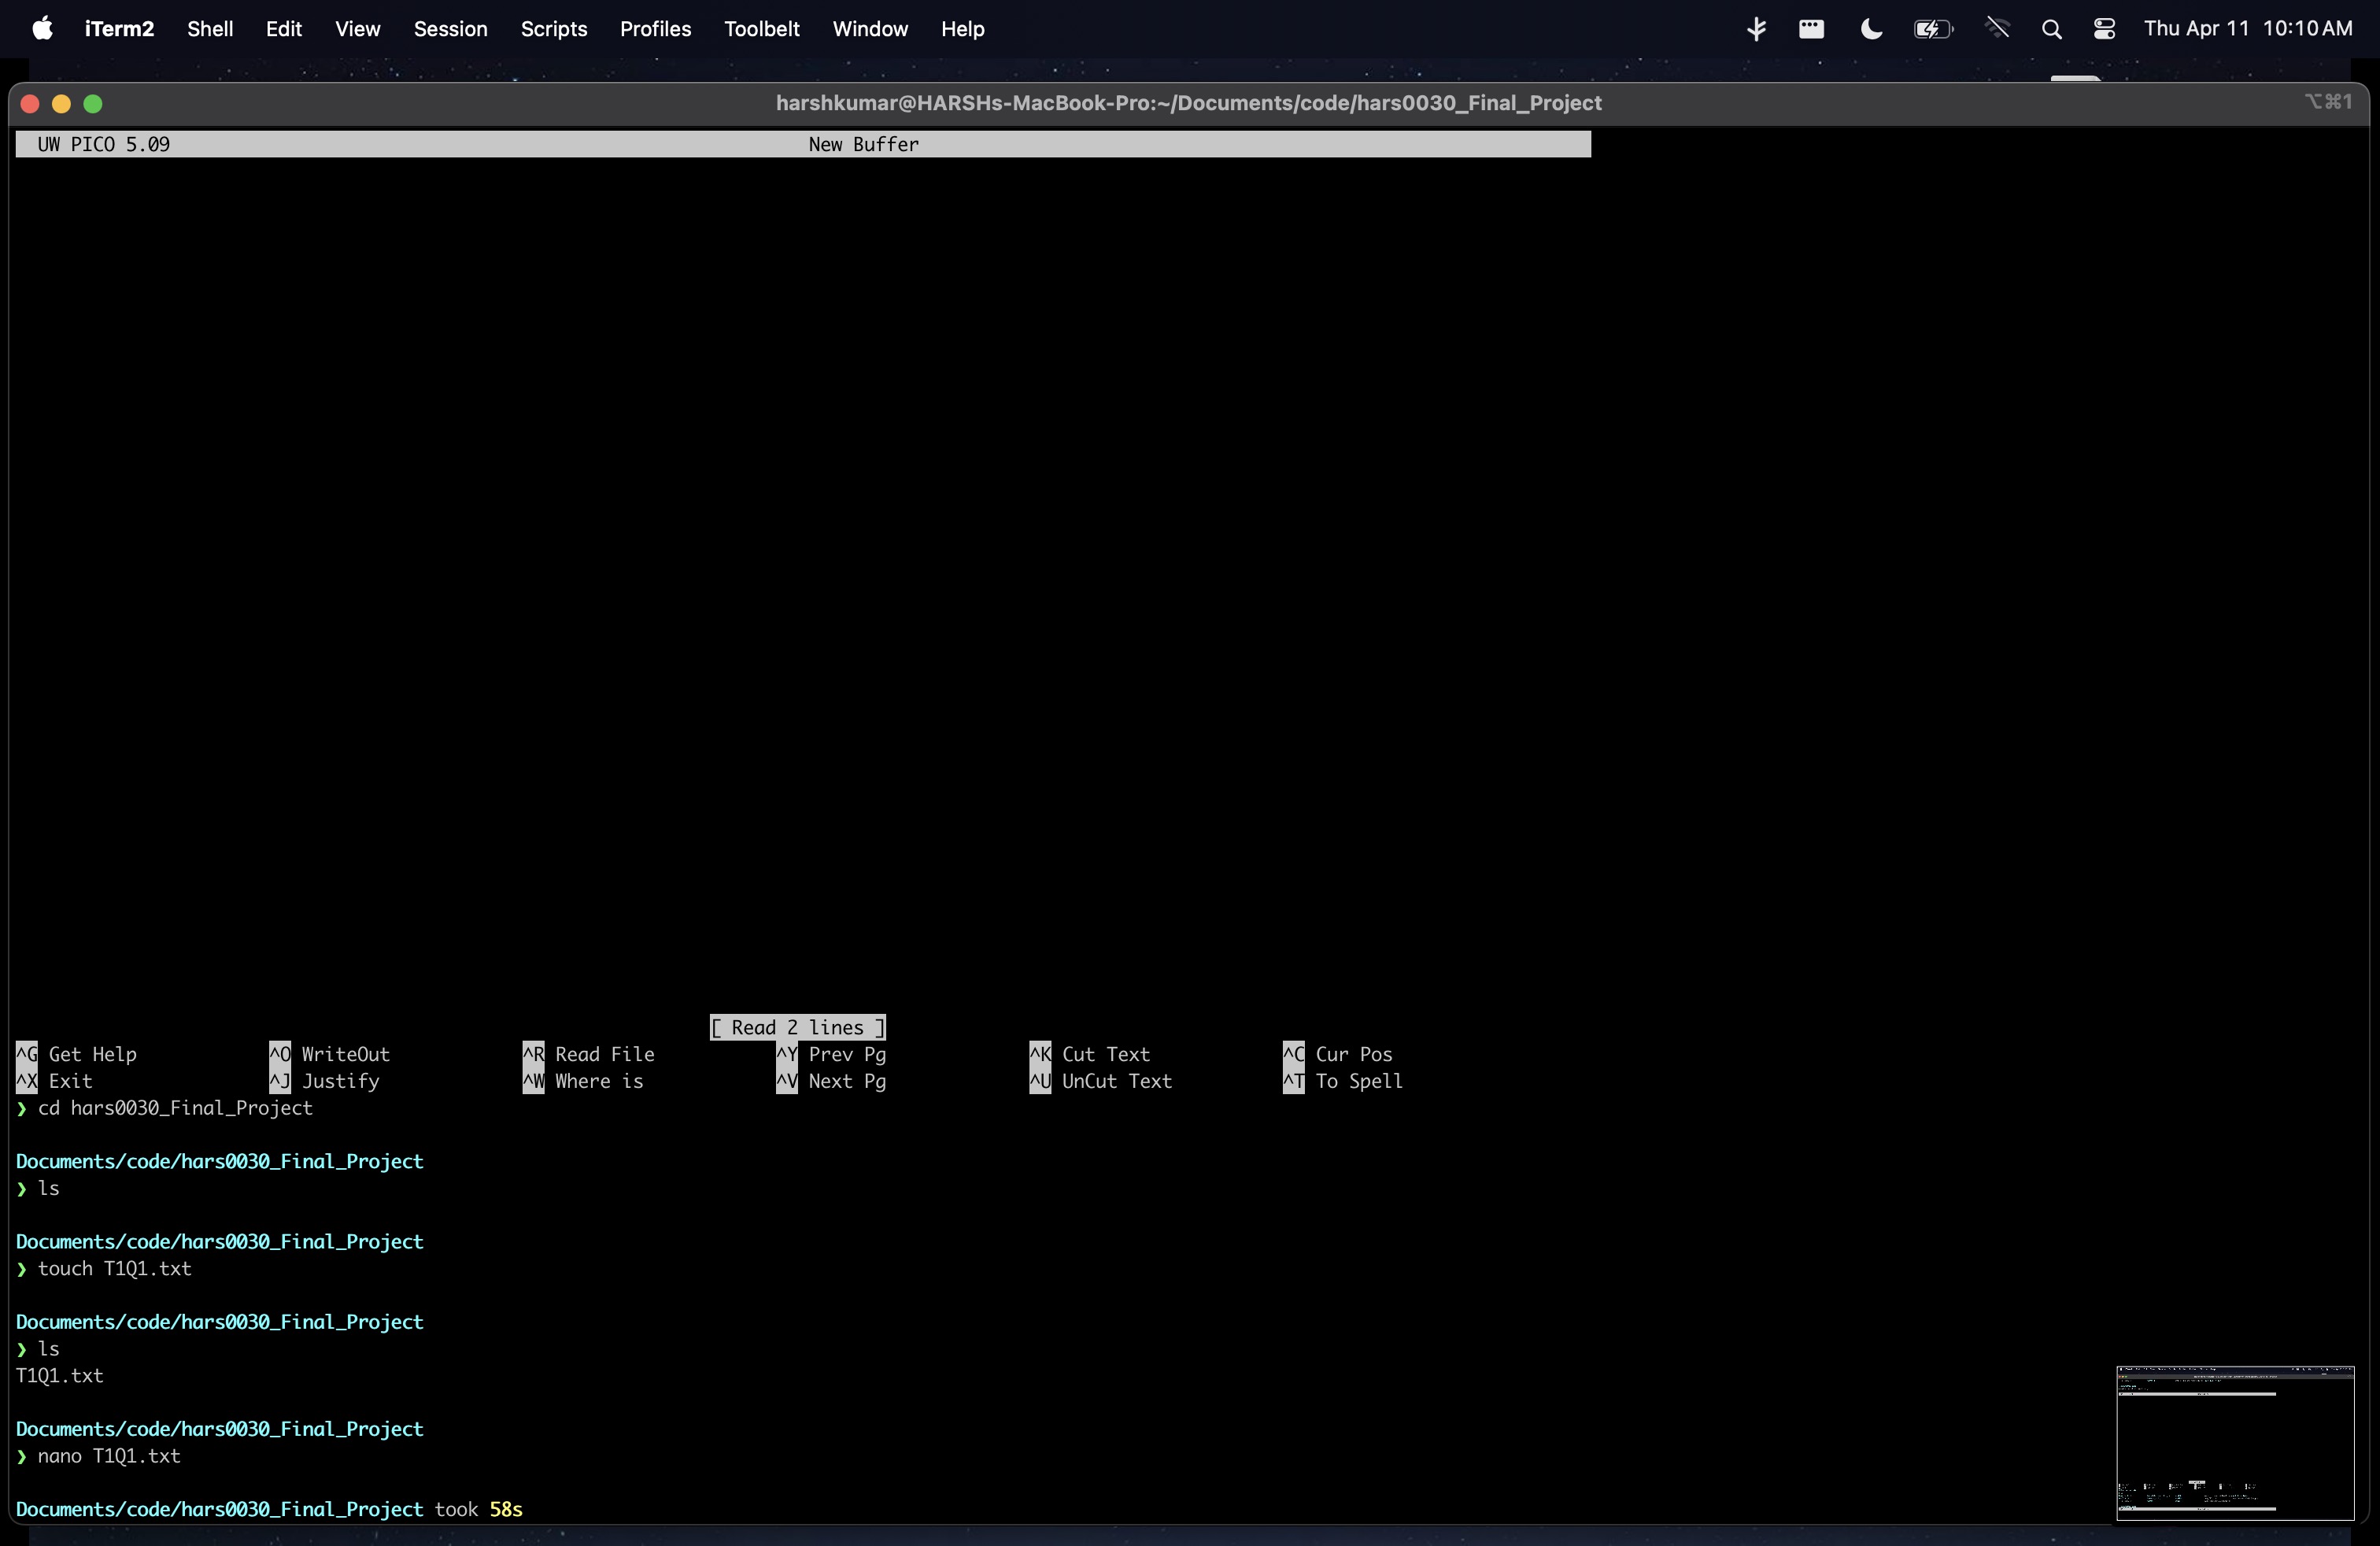 iTerm2 Shell Edit View Session Scripts Profiles Toolbelt Window Help Thu Apr 11 10:10 AM
harshkumar@HARSHs-MacBook-Pro:~/Documents/code/hars0030_Final_Project ⌥⌘1
UW PICO 5.09 New Buffer
[ Read 2 lines ]
^G Get Help ^O WriteOut ^R Read File ^Y Prev Pg ^K Cut Text ^C Cur Pos
^X Exit ^J Justify ^W Where is ^V Next Pg ^U UnCut Text ^T To Spell
❯ cd hars0030_Final_Project
Documents/code/hars0030_Final_Project
❯ ls
Documents/code/hars0030_Final_Project
❯ touch T1Q1.txt
Documents/code/hars0030_Final_Project
❯ ls
T1Q1.txt
Documents/code/hars0030_Final_Project
❯ nano T1Q1.txt
Documents/code/hars0030_Final_Project took 58s